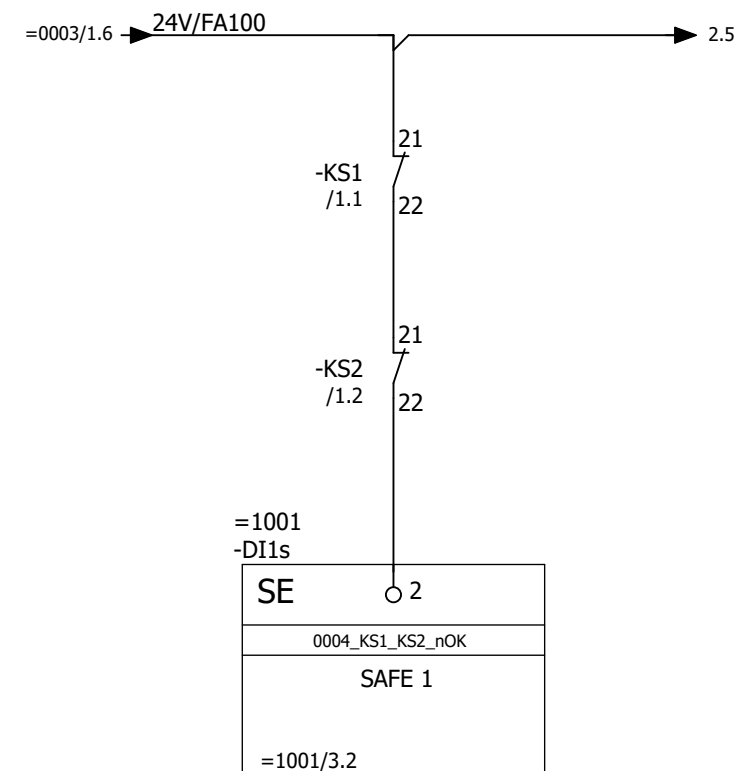 =0003/1.6 24V/FA100 2.5
21
-KS1
/1.1
22
21
-KS2
/1.2
22
=1001
-DI1s
SE 2
0004_KS1_KS2_nOK
SAFE 1
=1001/3.2